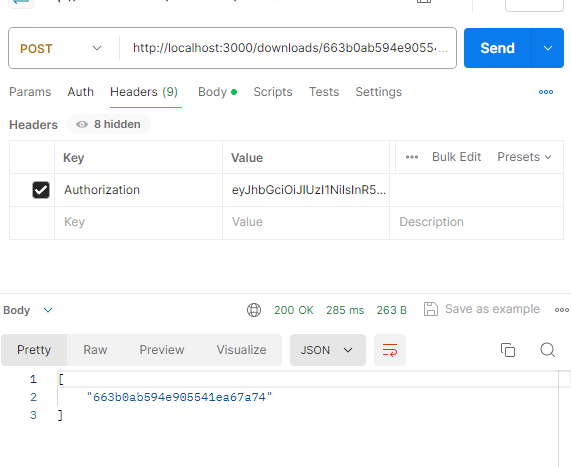 POST http://localhost:3000/downloads/663b0ab594e90554... Send
Params Auth Headers (9) Body Scripts Tests Settings
Headers 8 hidden
Key Value Bulk Edit Presets
Authorization eyJhbGciOiJIUzI1NiIsInR5...
Key Value Description
Body 200 OK 285 ms 263 B Save as example
Pretty Raw Preview Visualize JSON
1 [
2 "663b0ab594e905541ea67a74"
3 ]